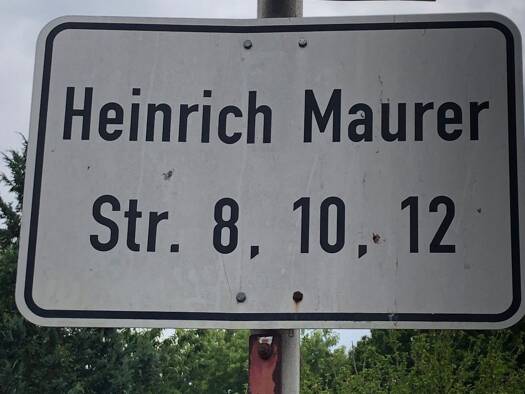 Heinrich Maurer
Str. 8, 10, 12